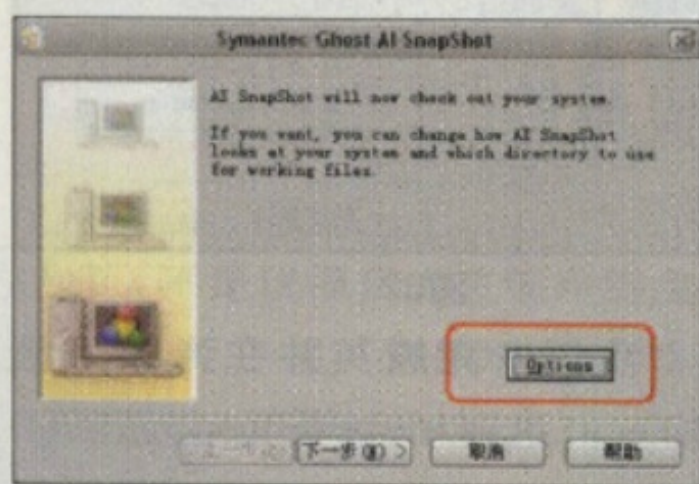 Symantec Ghost AI SnapShot
AI SnapShot will now check out your system.
If you want, you can change how AI SnapShot
looks at your system and which directory to use
for working files.
Options
下一步(N) > 取消 帮助